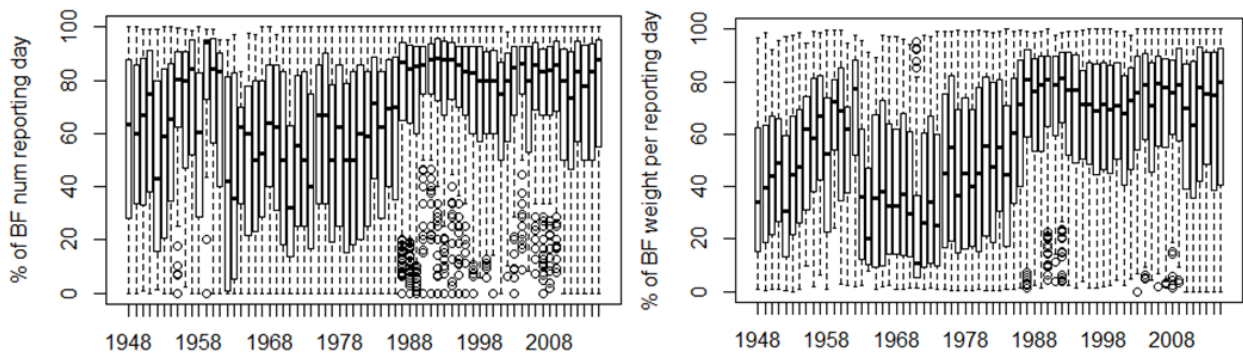 % of BF num reporting day
0 20 40 60 80 100
1948 1958 1968 1978 1988 1998 2008
% of BF weight per reporting day
0 20 40 60 80 100
1948 1958 1968 1978 1988 1998 2008